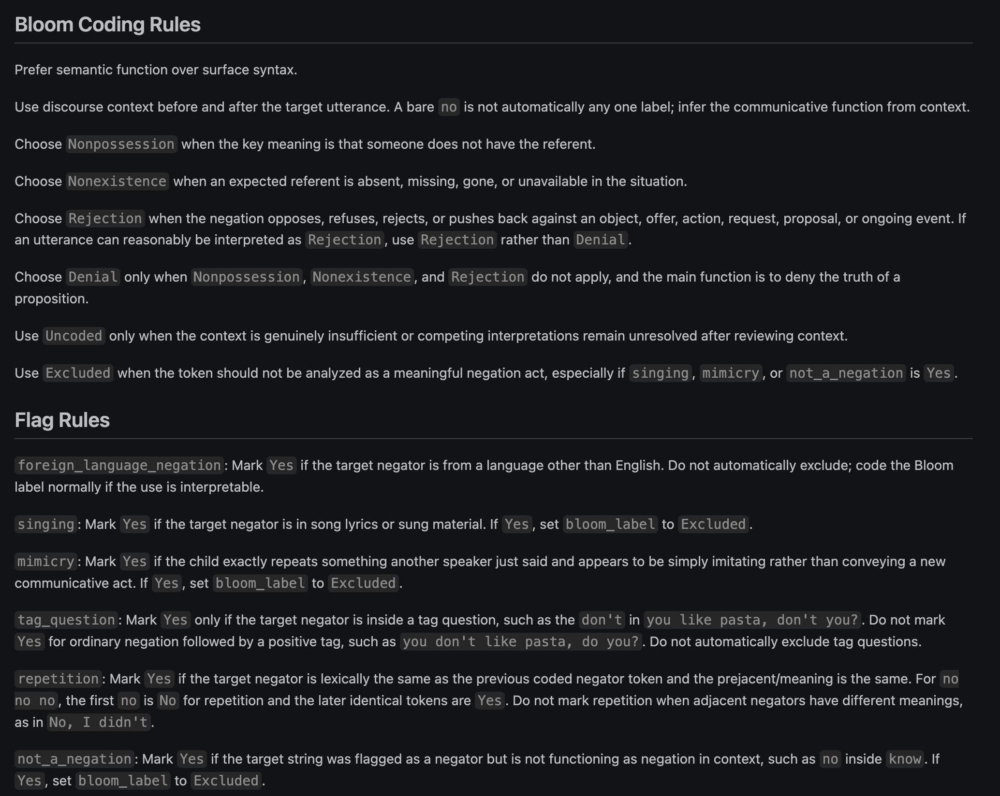 Bloom Coding Rules
Prefer semantic function over surface syntax.
Use discourse context before and after the target utterance. A bare no is not automatically any one label; infer the communicative function from context.
Choose Nonpossession when the key meaning is that someone does not have the referent.
Choose Nonexistence when an expected referent is absent, missing, gone, or unavailable in the situation.
Choose Rejection when the negation opposes, refuses, rejects, or pushes back against an object, offer, action, request, proposal, or ongoing event. If
an utterance can reasonably be interpreted as Rejection, use Rejection rather than Denial.
Choose Denial only when Nonpossession, Nonexistence, and Rejection do not apply, and the main function is to deny the truth of a
proposition.
Use Uncoded only when the context is genuinely insufficient or competing interpretations remain unresolved after reviewing context.
Use Excluded when the token should not be analyzed as a meaningful negation act, especially if singing, mimicry, or not_a_negation is Yes.
Flag Rules
foreign_language_negation: Mark Yes if the target negator is from a language other than English. Do not automatically exclude; code the Bloom
label normally if the use is interpretable.
singing: Mark Yes if the target negator is in song lyrics or sung material. If Yes, set bloom_label to Excluded.
mimicry: Mark Yes if the child exactly repeats something another speaker just said and appears to be simply imitating rather than conveying a new
communicative act. If Yes, set bloom_label to Excluded.
tag_question: Mark Yes only if the target negator is inside a tag question, such as the don't in you like pasta, don't you?. Do not mark
Yes for ordinary negation followed by a positive tag, such as you don't like pasta, do you?. Do not automatically exclude tag questions.
repetition: Mark Yes if the target negator is lexically the same as the previous coded negator token and the prejacent/meaning is the same. For no
no no, the first no is No for repetition and the later identical tokens are Yes. Do not mark repetition when adjacent negators have different meanings,
as in No, I didn't.
not_a_negation: Mark Yes if the target string was flagged as a negator but is not functioning as negation in context, such as no inside know. If
Yes, set bloom_label to Excluded.